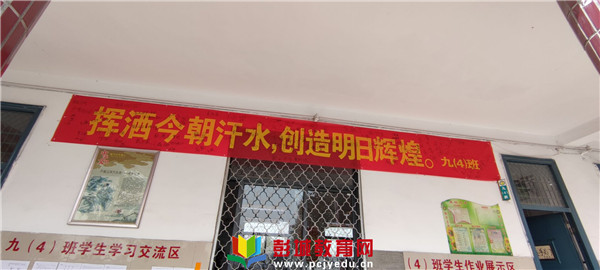 挥洒今朝汗水,创造明日辉煌。九(4)班
九(4)班学生学习交流区
(4)班学生作业展示区
彭城教育网
www.pcjyedu.cn